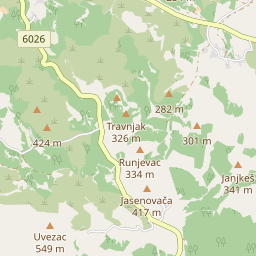 6026
282 m
Travnjak
326 m
424 m
301 m
Runjevac
334 m
Janjkeš
341 m
Jasenovača
417 m
Uvezac
549 m